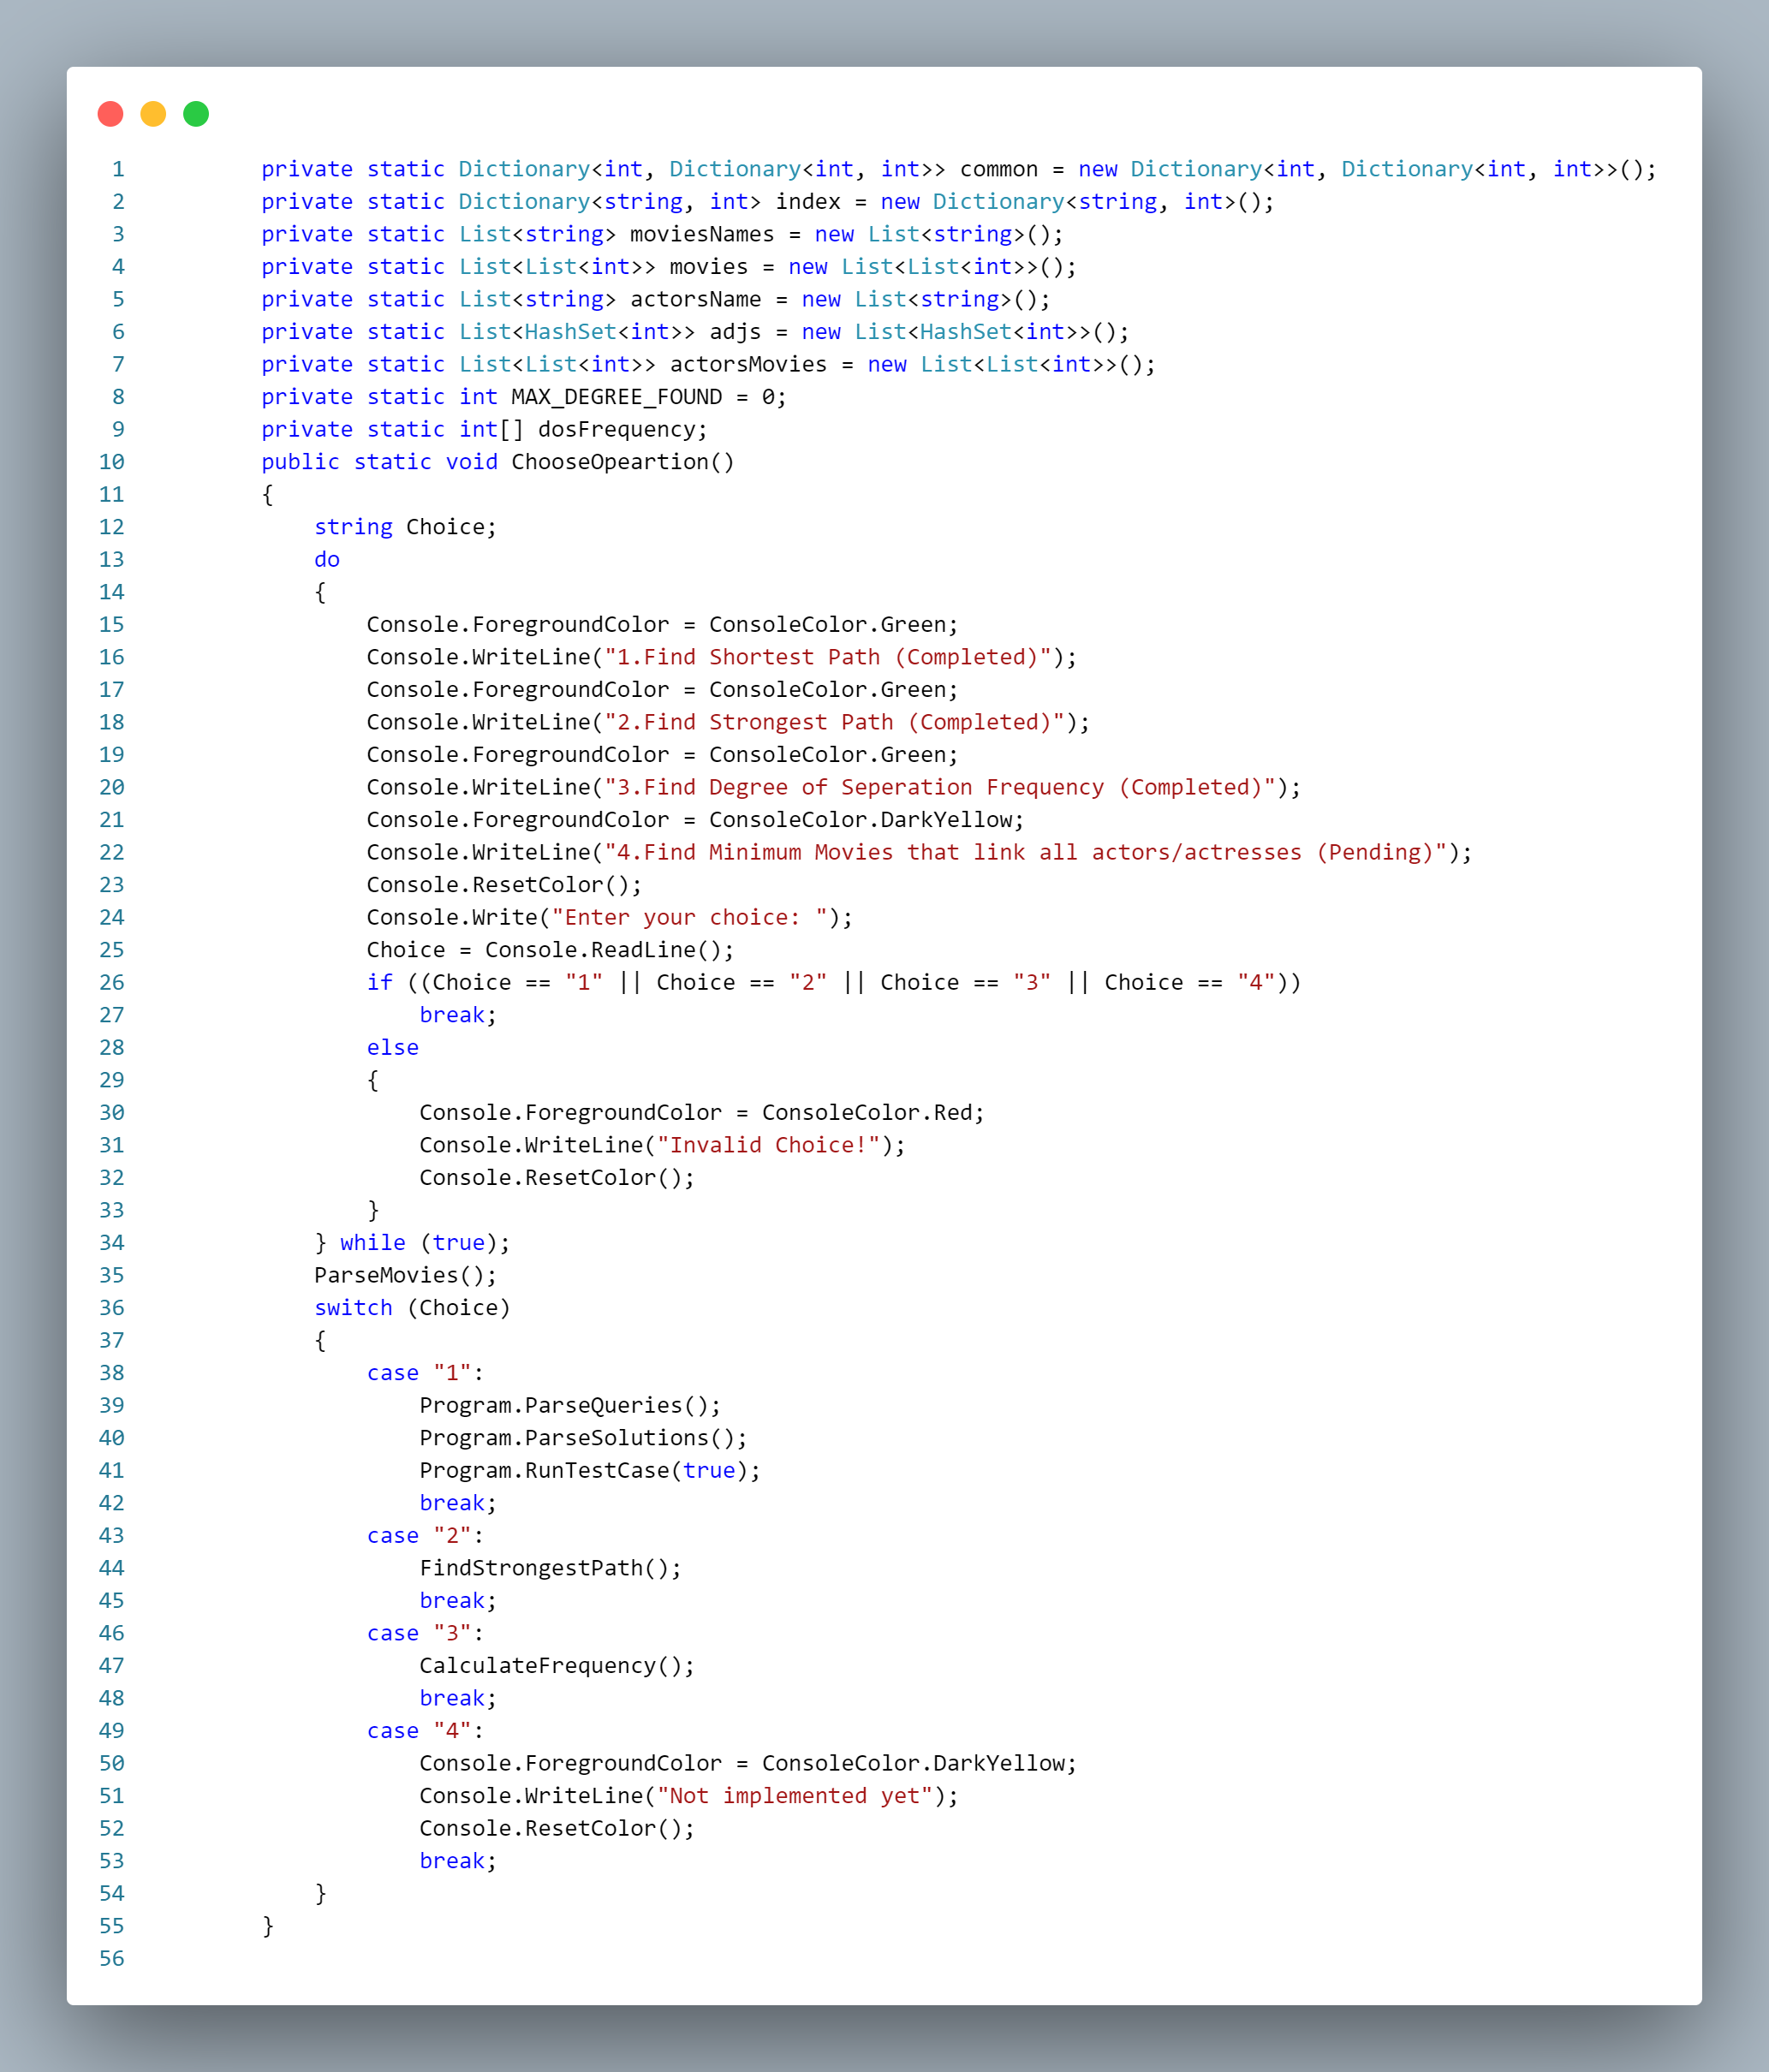 1 private static Dictionary<int, Dictionary<int, int>> common = new Dictionary<int, Dictionary<int, int>>();
2 private static Dictionary<string, int> index = new Dictionary<string, int>();
3 private static List<string> moviesNames = new List<string>();
4 private static List<List<int>> movies = new List<List<int>>();
5 private static List<string> actorsName = new List<string>();
6 private static List<HashSet<int>> adjs = new List<HashSet<int>>();
7 private static List<List<int>> actorsMovies = new List<List<int>>();
8 private static int MAX_DEGREE_FOUND = 0;
9 private static int[] dosFrequency;
10 public static void ChooseOpeartion()
11 {
12 string Choice;
13 do
14 {
15 Console.ForegroundColor = ConsoleColor.Green;
16 Console.WriteLine("1.Find Shortest Path (Completed)");
17 Console.ForegroundColor = ConsoleColor.Green;
18 Console.WriteLine("2.Find Strongest Path (Completed)");
19 Console.ForegroundColor = ConsoleColor.Green;
20 Console.WriteLine("3.Find Degree of Seperation Frequency (Completed)");
21 Console.ForegroundColor = ConsoleColor.DarkYellow;
22 Console.WriteLine("4.Find Minimum Movies that link all actors/actresses (Pending)");
23 Console.ResetColor();
24 Console.Write("Enter your choice: ");
25 Choice = Console.ReadLine();
26 if ((Choice == "1" || Choice == "2" || Choice == "3" || Choice == "4"))
27 break;
28 else
29 {
30 Console.ForegroundColor = ConsoleColor.Red;
31 Console.WriteLine("Invalid Choice!");
32 Console.ResetColor();
33 }
34 } while (true);
35 ParseMovies();
36 switch (Choice)
37 {
38 case "1":
39 Program.ParseQueries();
40 Program.ParseSolutions();
41 Program.RunTestCase(true);
42 break;
43 case "2":
44 FindStrongestPath();
45 break;
46 case "3":
47 CalculateFrequency();
48 break;
49 case "4":
50 Console.ForegroundColor = ConsoleColor.DarkYellow;
51 Console.WriteLine("Not implemented yet");
52 Console.ResetColor();
53 break;
54 }
55 }
56